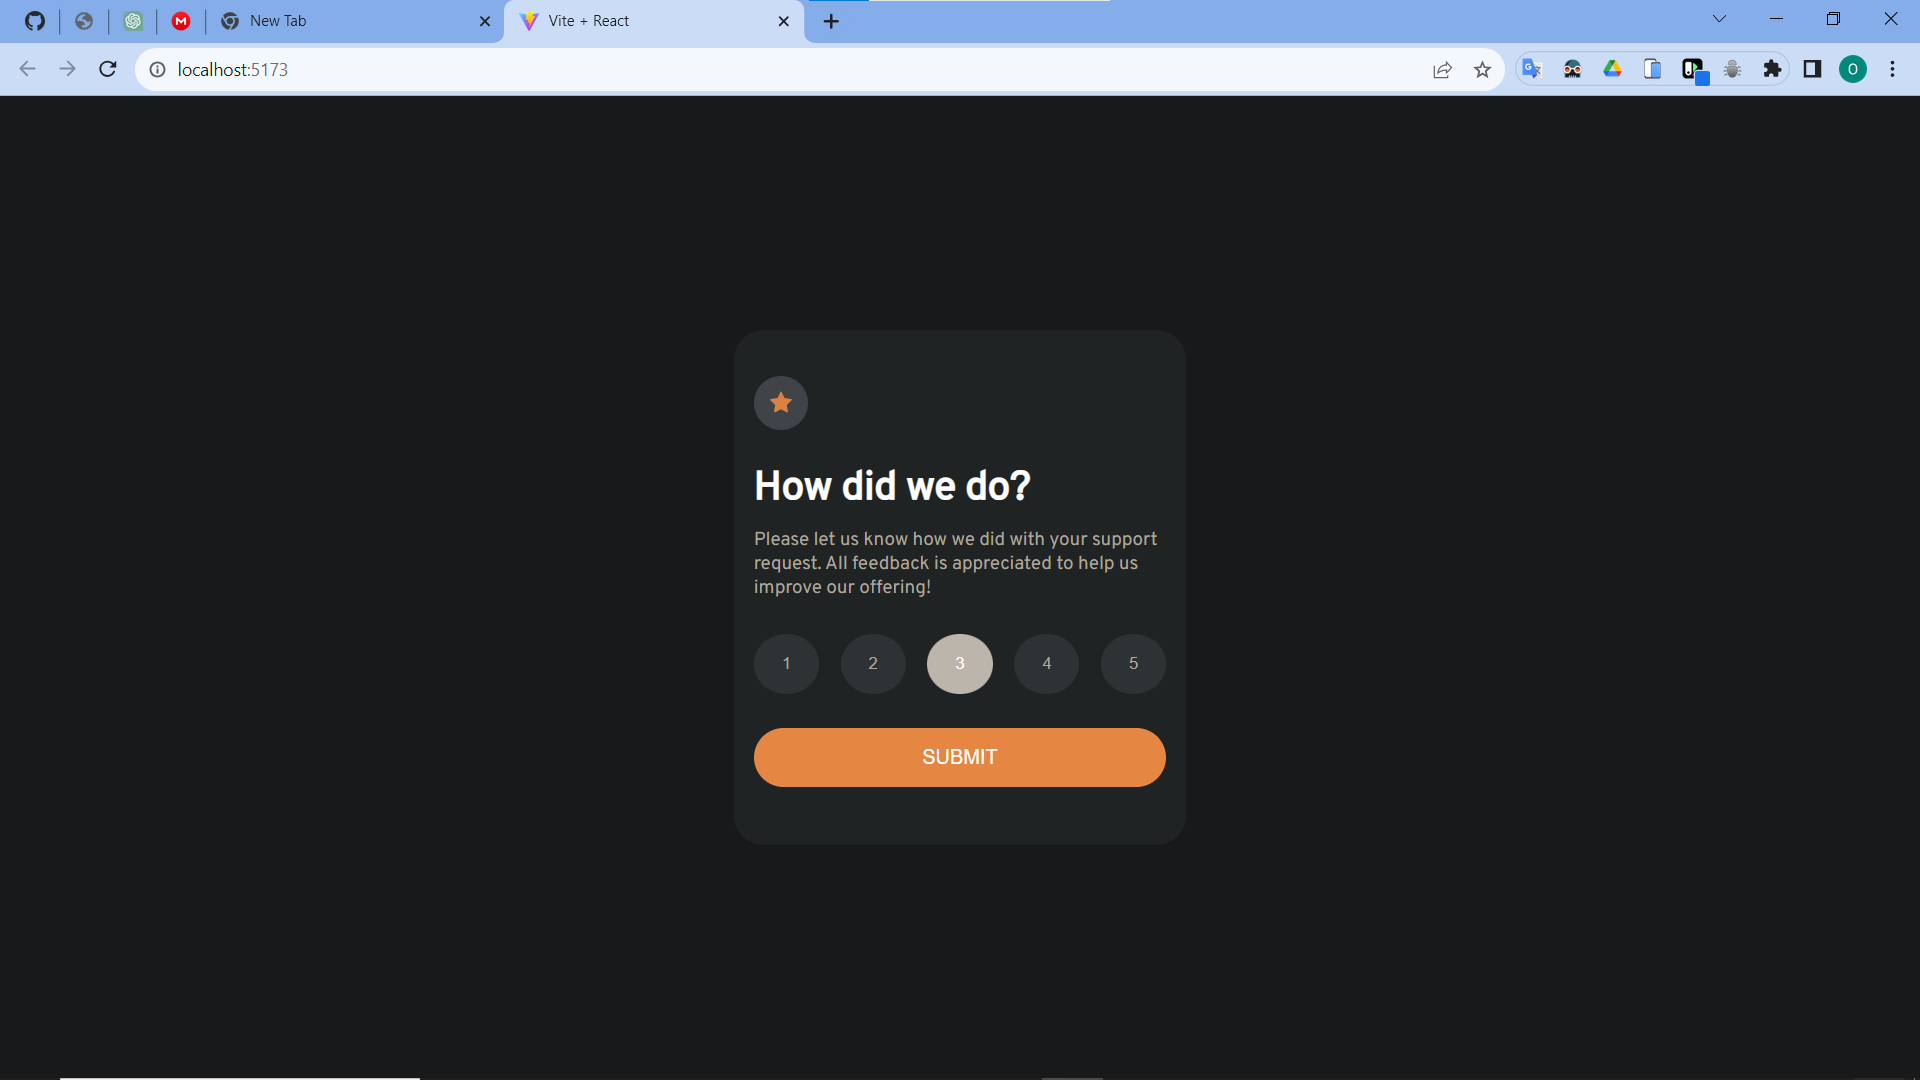 New Tab
Vite + React
localhost:5173
O
How did we do?
Please let us know how we did with your support
request. All feedback is appreciated to help us
improve our offering!
1 2 3 4 5
SUBMIT